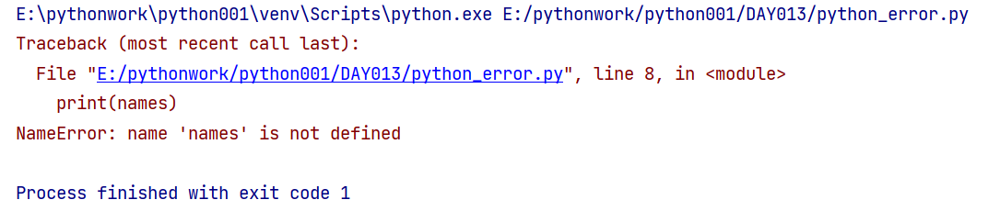 E:\pythonwork\python001\venv\Scripts\python.exe E:/pythonwork/python001/DAY013/python_error.py
Traceback (most recent call last):
  File "E:/pythonwork/python001/DAY013/python_error.py", line 8, in <module>
    print(names)
NameError: name 'names' is not defined

Process finished with exit code 1